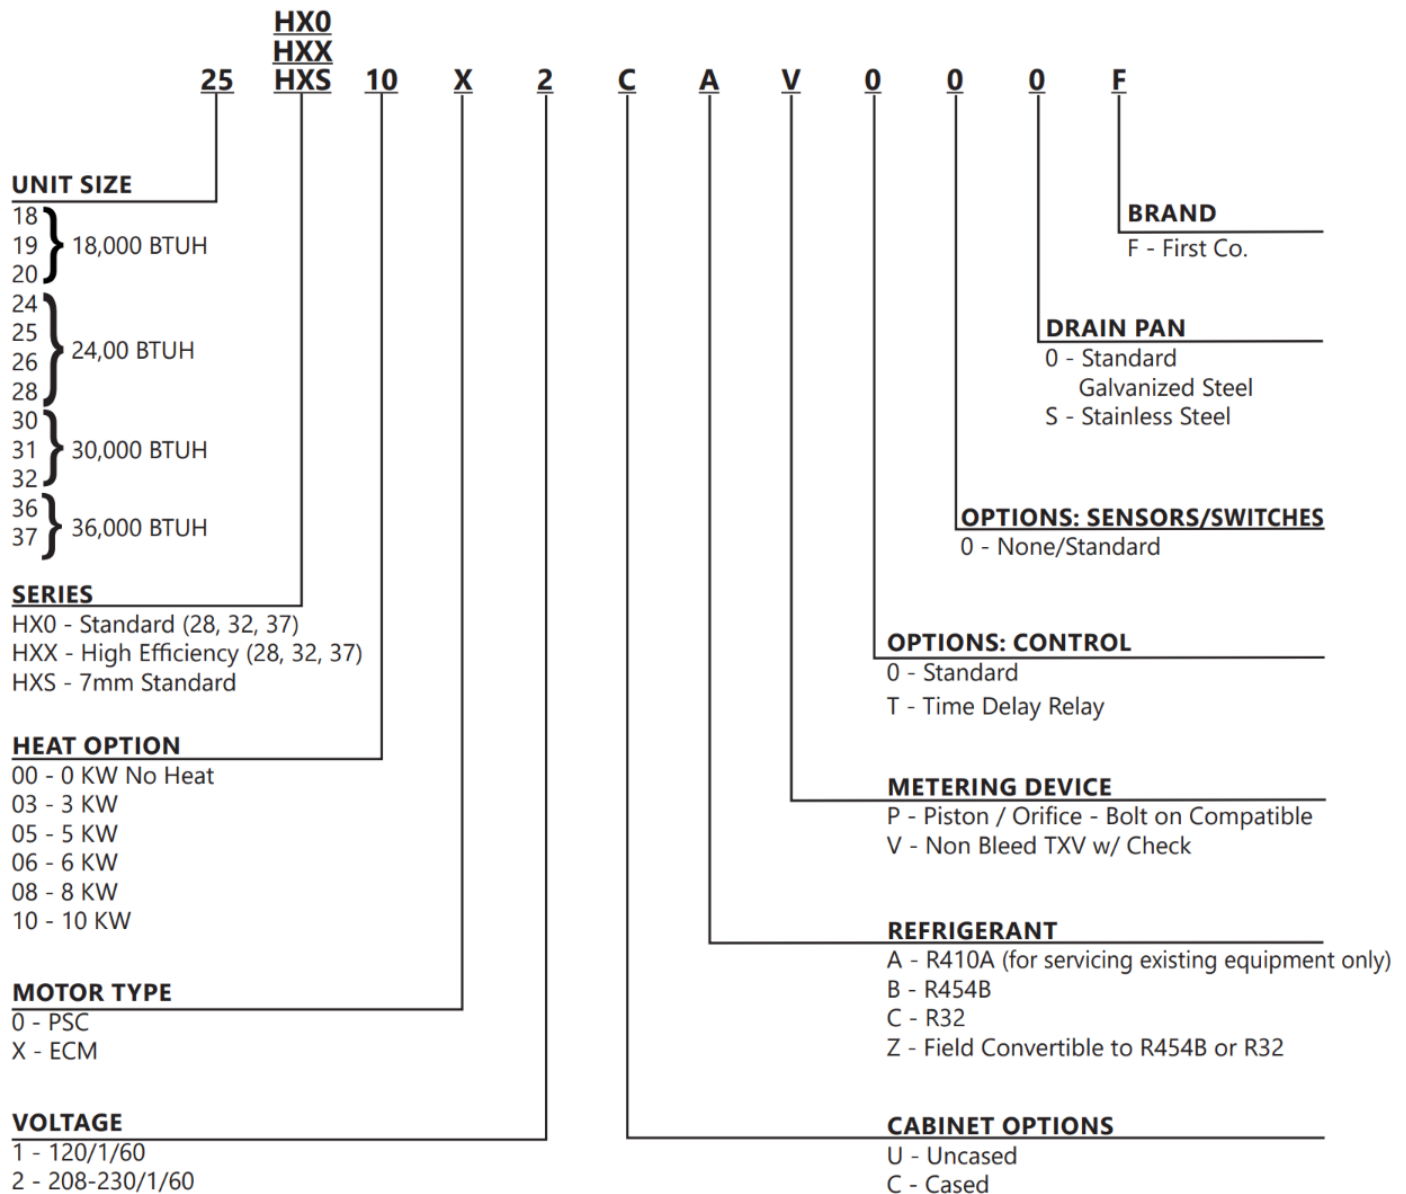 HX0
HXX
25 HXS 10 X 2 C A V 0 0 0 F
UNIT SIZE
18
19
20
18,000 BTUH
24
25
26
28
24,00 BTUH
30
31
32
30,000 BTUH
36
37
36,000 BTUH
SERIES
HX0 - Standard (28, 32, 37)
HXX - High Efficiency (28, 32, 37)
HXS - 7mm Standard
HEAT OPTION
00 - 0 KW No Heat
03 - 3 KW
05 - 5 KW
06 - 6 KW
08 - 8 KW
10 - 10 KW
MOTOR TYPE
0 - PSC
X - ECM
VOLTAGE
1 - 120/1/60
2 - 208-230/1/60
BRAND
F - First Co.
DRAIN PAN
0 - Standard
Galvanized Steel
S - Stainless Steel
OPTIONS: SENSORS/SWITCHES
0 - None/Standard
OPTIONS: CONTROL
0 - Standard
T - Time Delay Relay
METERING DEVICE
P - Piston / Orifice - Bolt on Compatible
V - Non Bleed TXV w/ Check
REFRIGERANT
A - R410A (for servicing existing equipment only)
B - R454B
C - R32
Z - Field Convertible to R454B or R32
CABINET OPTIONS
U - Uncased
C - Cased